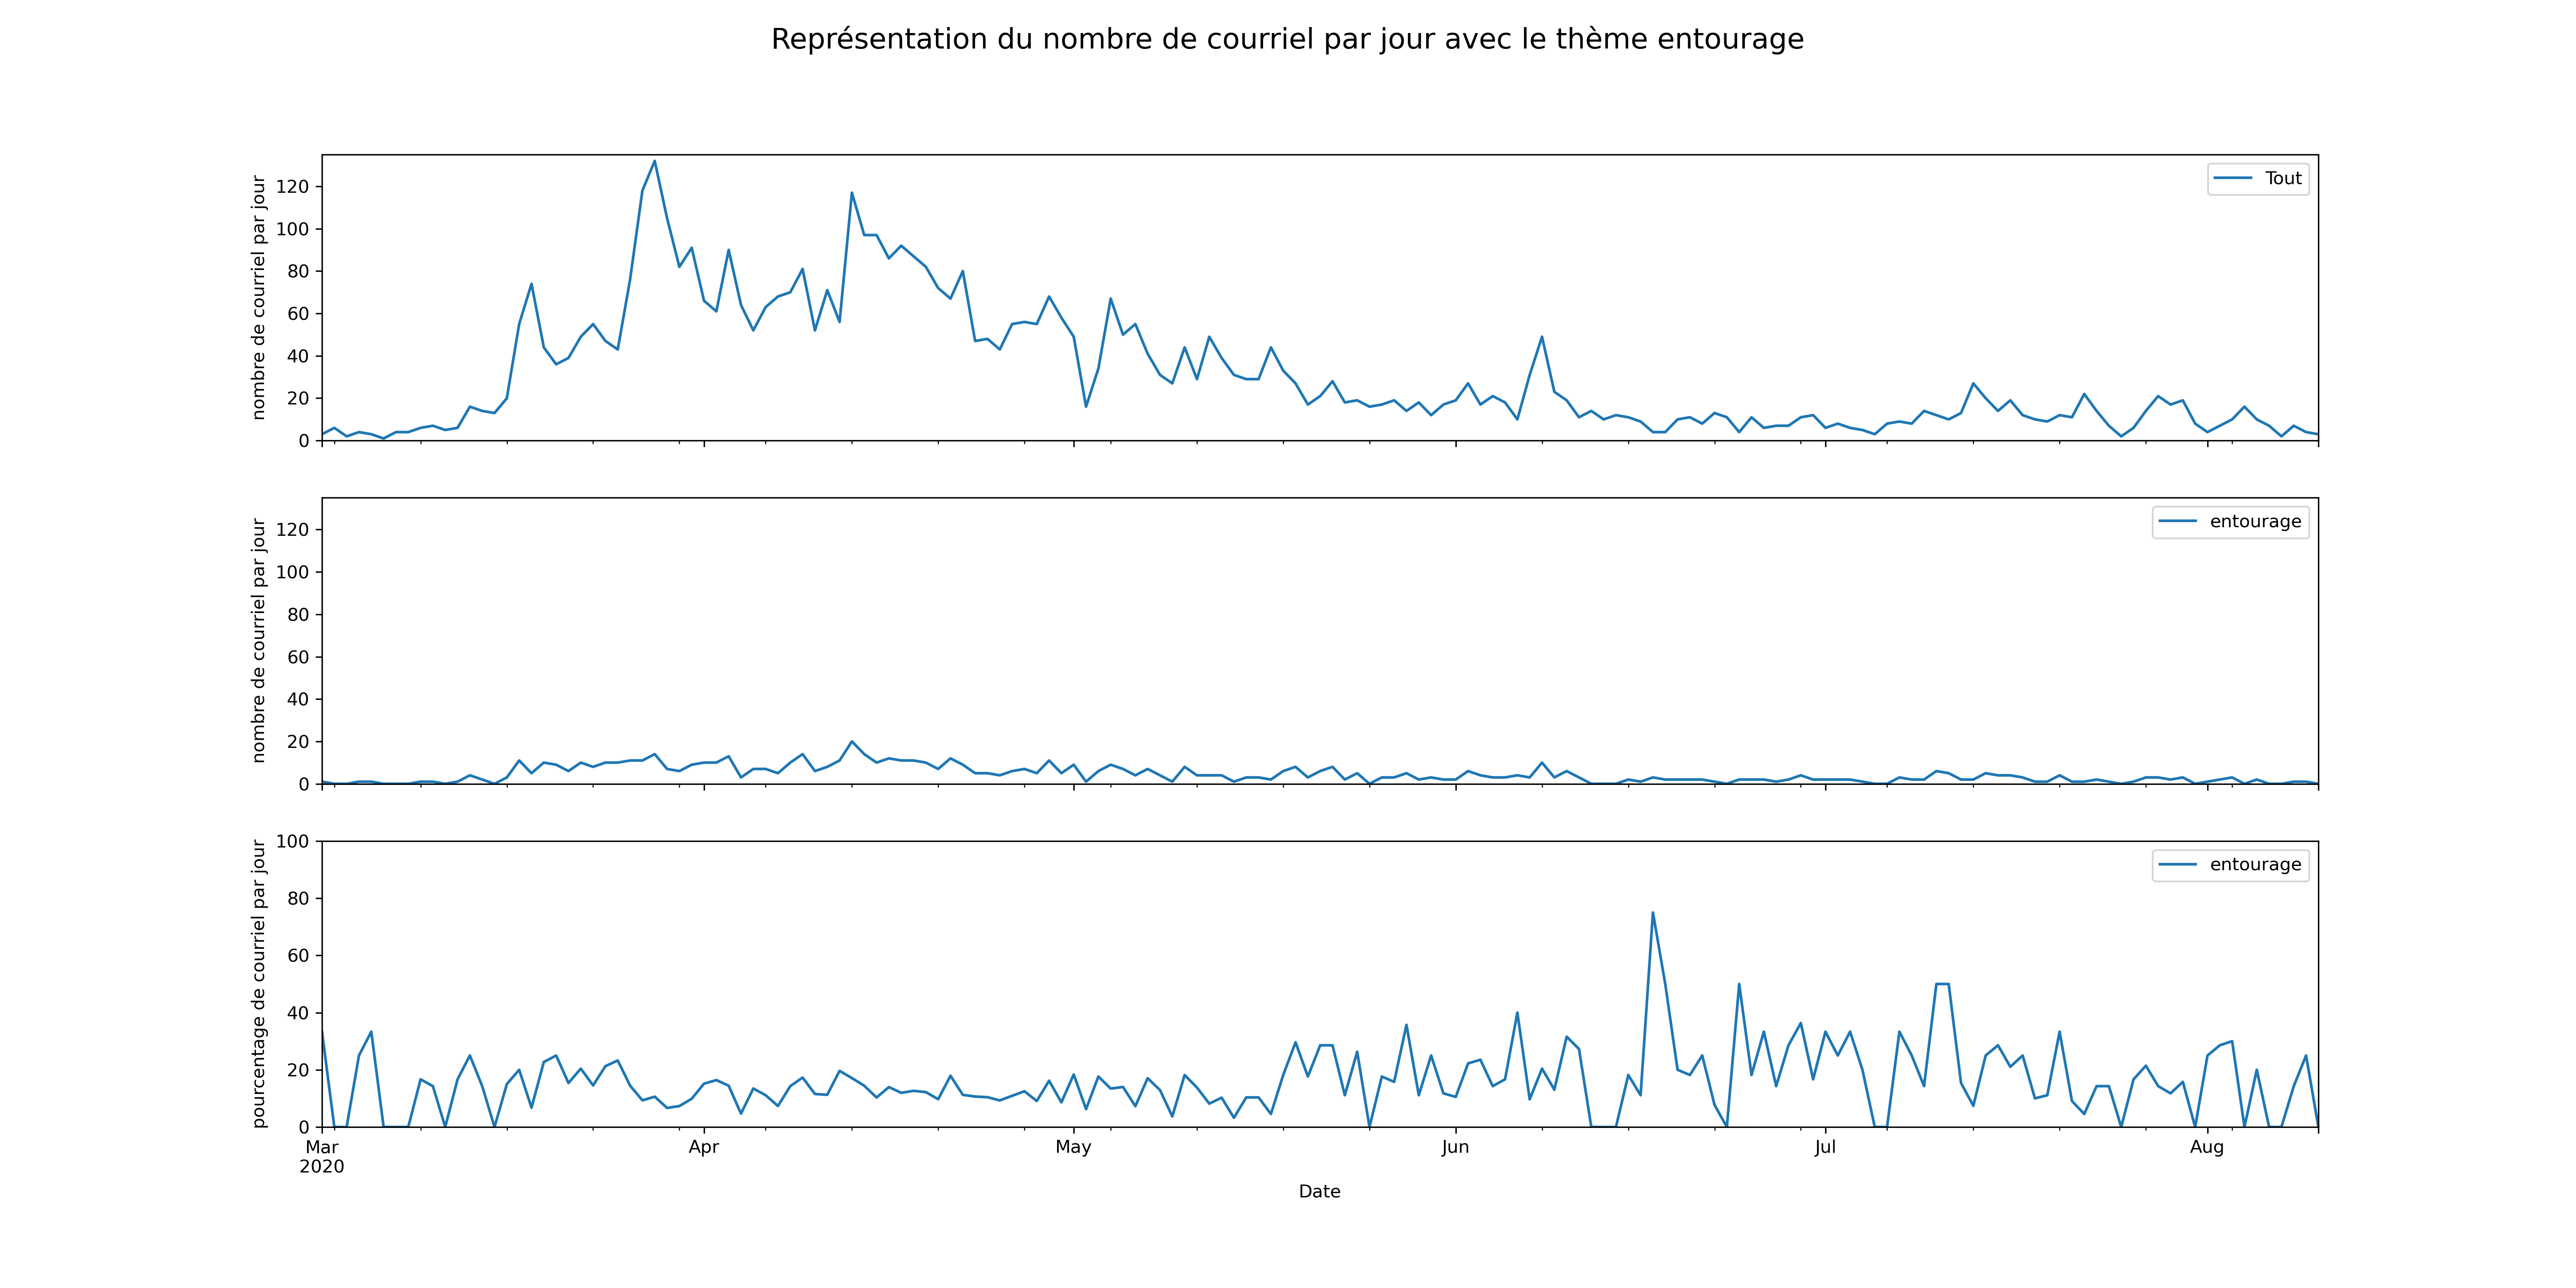 Représentation du nombre de courriel par jour avec le thème entourage
nombre de courriel par jour
120
100
80
60
40
20
0
Tout
nombre de courriel par jour
120
100
80
60
40
20
0
entourage
pourcentage de courriel par jour
100
80
60
40
20
0
entourage
Mar Apr May Jun Jul Aug
2020
Date